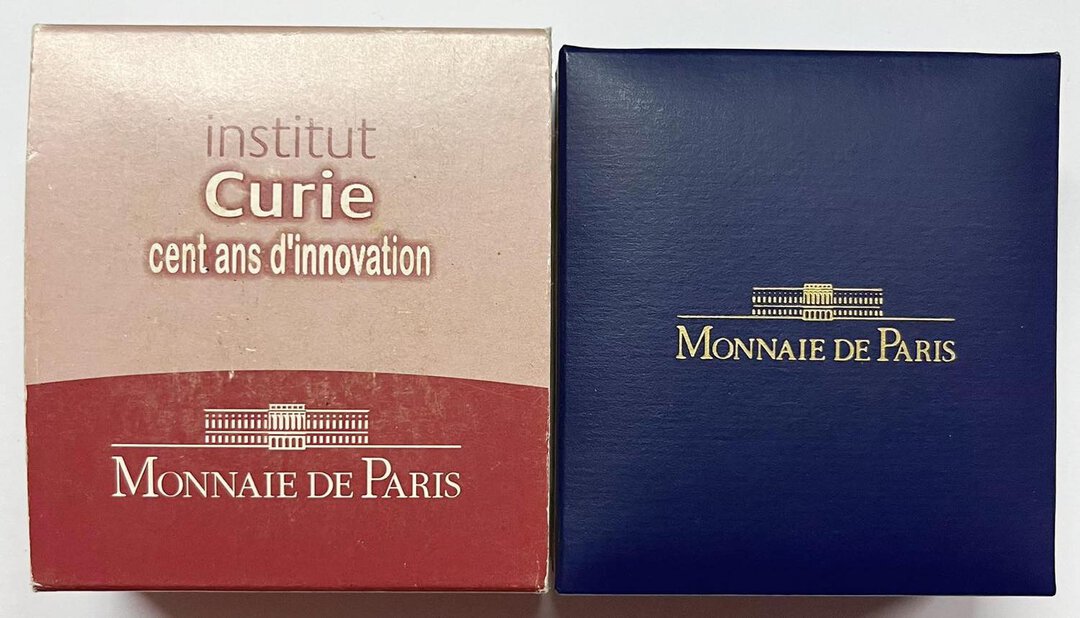 institut
Curie
cent ans d'innovation
MONNAIE DE PARIS
MONNAIE DE PARIS